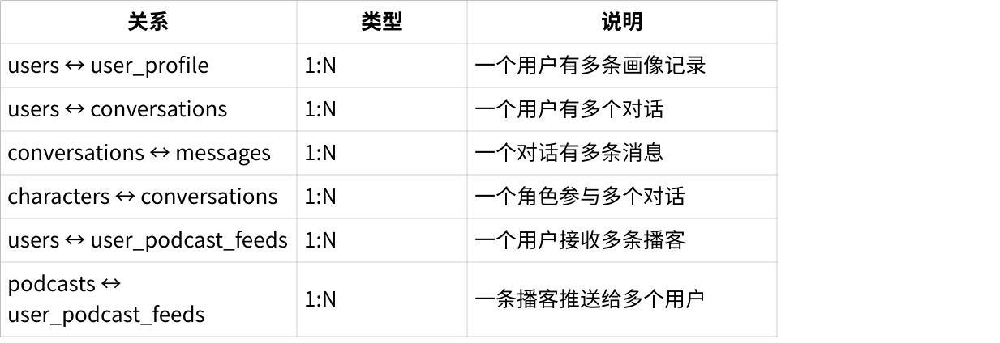 关系 类型 说明
users ↔ user_profile 1:N 一个用户有多条画像记录
users ↔ conversations 1:N 一个用户有多个对话
conversations ↔ messages 1:N 一个对话有多条消息
characters ↔ conversations 1:N 一个角色参与多个对话
users ↔ user_podcast_feeds 1:N 一个用户接收多条播客
podcasts ↔
user_podcast_feeds 1:N 一条播客推送给多个用户